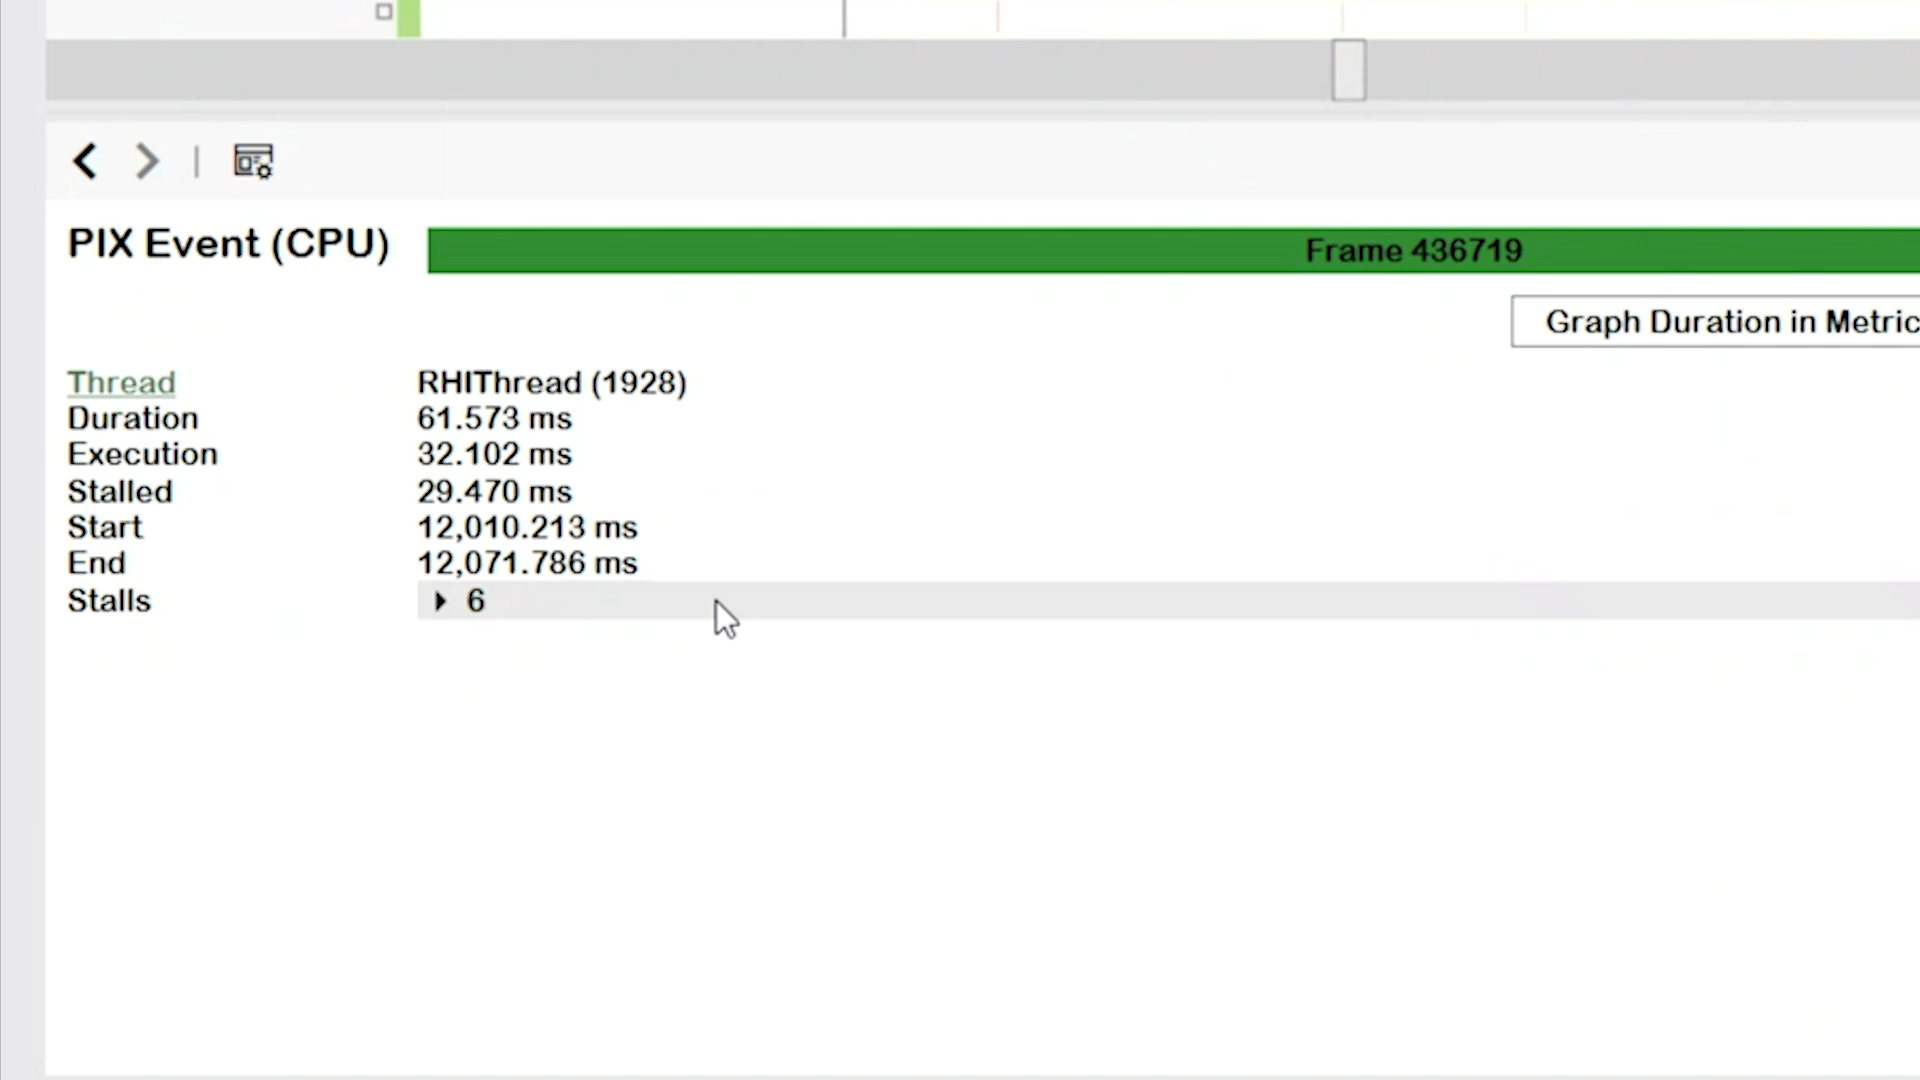 PIX Event (CPU)
Frame 436719
Graph Duration in Metric
Thread RHIThread (1928)
Duration 61.573 ms
Execution 32.102 ms
Stalled 29.470 ms
Start 12,010.213 ms
End 12,071.786 ms
Stalls 6